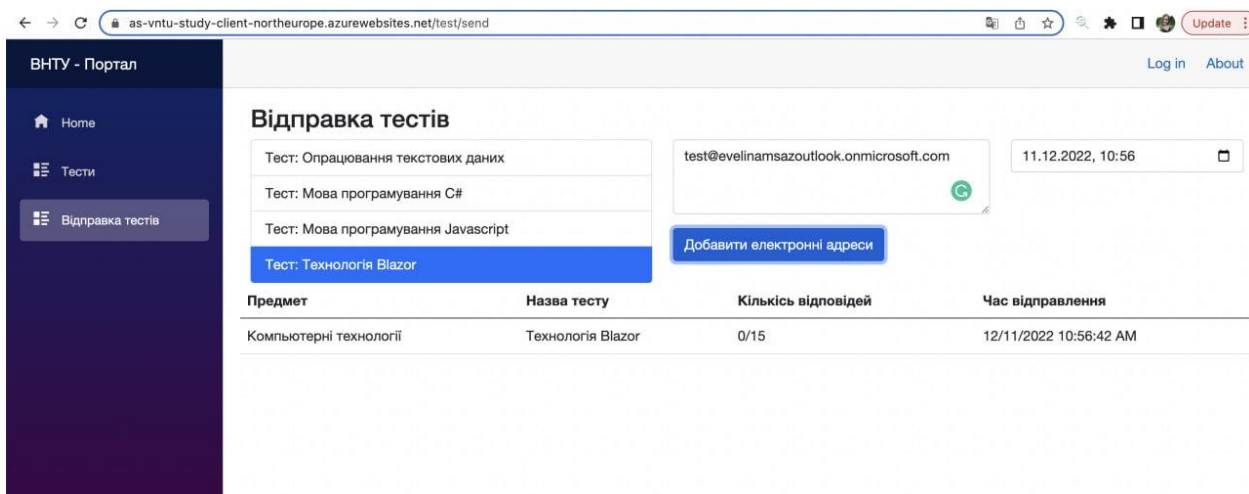 as-vntu-study-client-northeurope.azurewebsites.net/test/send
Update
ВНТУ - Портал
Log in About
Home
Тести
Відправка тестів
Відправка тестів
Тест: Опрацювання текстових даних
Тест: Мова програмування C#
Тест: Мова програмування Javascript
Тест: Технологія Blazor
test@evelinamsazoutlook.onmicrosoft.com
11.12.2022, 10:56
Добавити електронні адреси
Предмет Назва тесту Кількісь відповідей Час відправлення
Компьютерні технології Технологія Blazor 0/15 12/11/2022 10:56:42 AM